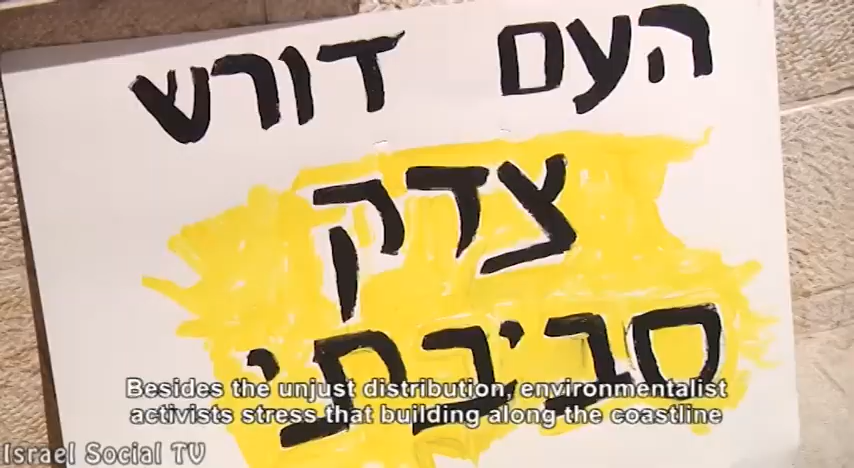 העם דורש
צדק
סביבתי
Besides the unjust distribution, environmentalist
activists stress that building along the coastline
Israel Social TV